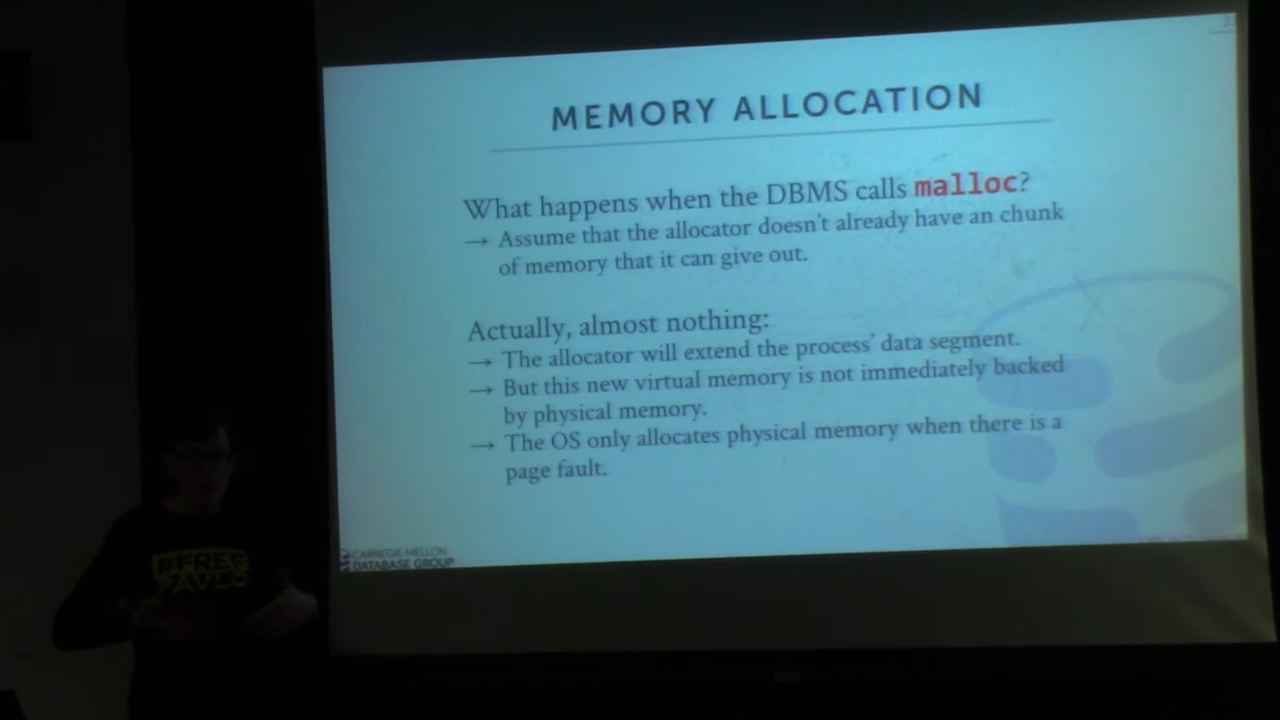 MEMORY ALLOCATION
What happens when the DBMS calls malloc?
→ Assume that the allocator doesn't already have an chunk
of memory that it can give out.
Actually, almost nothing:
→ The allocator will extend the process' data segment.
→ But this new virtual memory is not immediately backed
by physical memory.
→ The OS only allocates physical memory when there is a
page fault.
CARNEGIE MELLON
DATABASE GROUP
#FREE
PAVLO